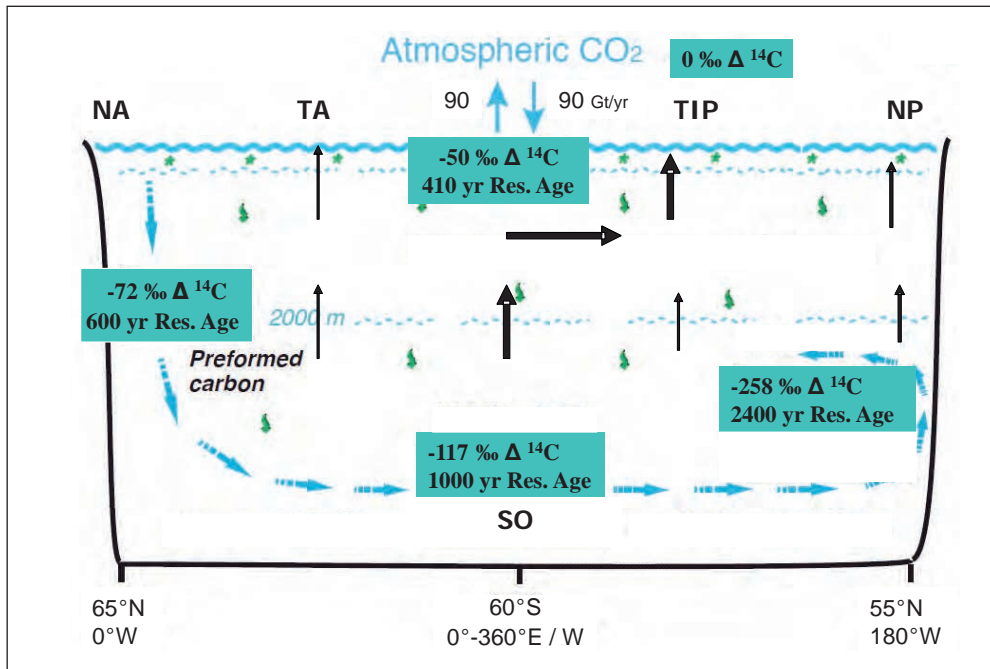 Atmospheric CO₂
0 ‰ Δ ¹⁴C
NA
TA
90
90 Gt/yr
TIP
NP
-50 ‰ Δ ¹⁴C
410 yr Res. Age
-72 ‰ Δ ¹⁴C
600 yr Res. Age
2000 m
Preformed
carbon
-258 ‰ Δ ¹⁴C
2400 yr Res. Age
-117 ‰ Δ ¹⁴C
1000 yr Res. Age
SO
65°N
0°W
60°S
0°-360°E / W
55°N
180°W